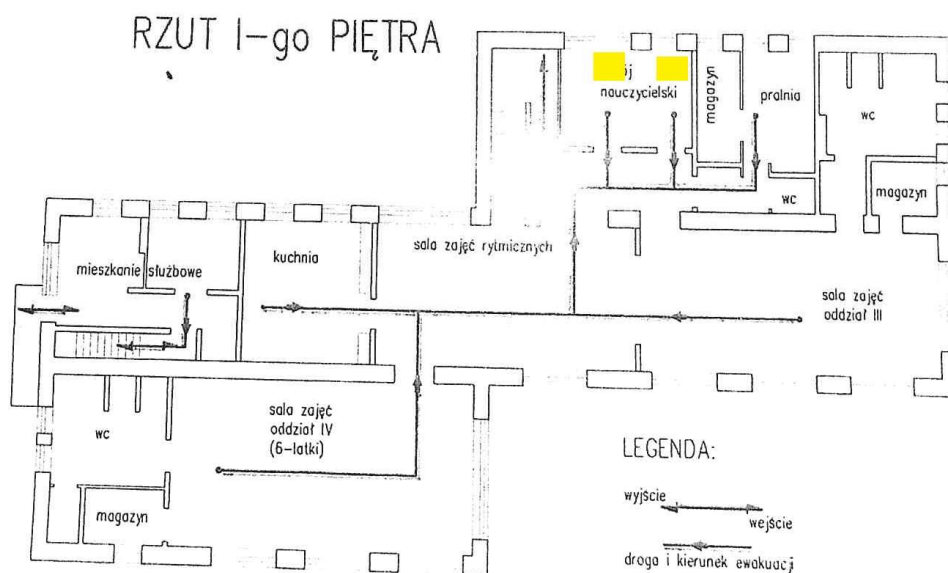 RZUT I-go PIĘTRA
nauczycielski
magazyn
pralnia
wc
magazyn
wc
sala zajęć rytmicznych
kuchnia
mieszkanie służbowe
sala zajęć
oddział III
sala zajęć
oddział IV
(6-latki)
wc
magazyn
LEGENDA:
wyjście
wejście
droga i kierunek ewakuacji